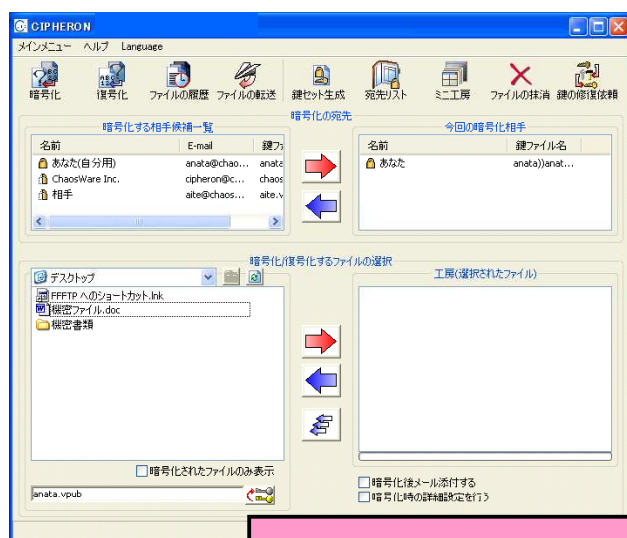 CIPHERON
メインメニュー ヘルプ Language
暗号化 復号化 ファイルの履歴 ファイルの転送 鍵セット生成 宛先リスト ミニ工房 ファイルの抹消 鍵の修復依頼
暗号化の宛先
暗号化する相手候補一覧
名前 E-mail 鍵ファ
あなた(自分用) anata@chao... anata
ChaosWare Inc. cipheron@c... chaos
相手 aite@chaos... aite.v
今回の暗号化相手
名前 鍵ファイル名
あなた anata))anat...
暗号化/復号化するファイルの選択
デスクトップ
FFFTP へのショートカット.lnk
機密ファイル.doc
機密書類
暗号化されたファイルのみ表示
anata.vpub
工房(選択されたファイル)
暗号化後メール添付する
暗号化時の詳細設定を行う